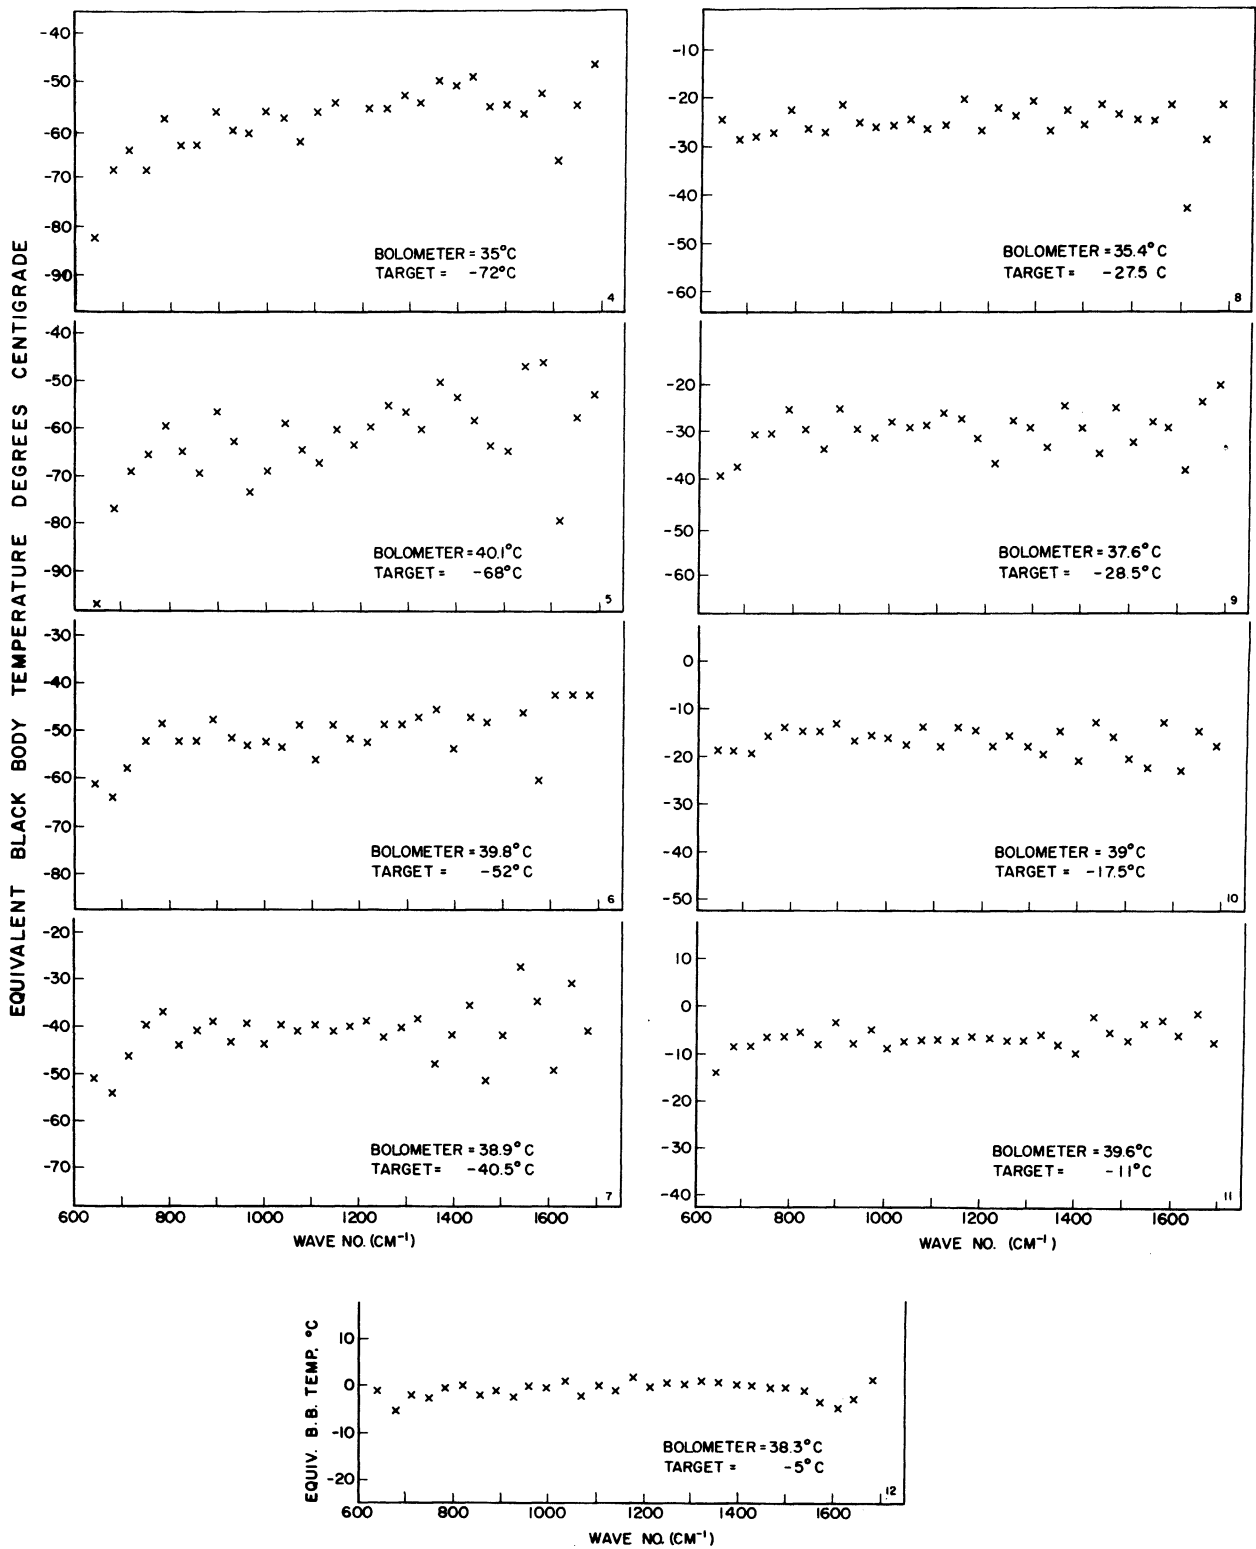 EQUIVALENT BLACK BODY TEMPERATURE DEGREES CENTIGRADE
-40
-50
-60
-70
-80
-90
BOLOMETER = 35°C
TARGET = -72°C
4
-40
-50
-60
-70
-80
-90
BOLOMETER = 40.1°C
TARGET = -68°C
5
-30
-40
-50
-60
-70
-80
BOLOMETER = 39.8°C
TARGET = -52°C
6
-20
-30
-40
-50
-60
-70
BOLOMETER = 38.9°C
TARGET = -40.5°C
7
600 800 1000 1200 1400 1600
WAVE NO. (CM⁻¹)
-10
-20
-30
-40
-50
-60
BOLOMETER = 35.4°C
TARGET = -27.5 C
8
-20
-30
-40
-50
-60
BOLOMETER = 37.6°C
TARGET = -28.5°C
9
0
-10
-20
-30
-40
-50
BOLOMETER = 39°C
TARGET = -17.5°C
10
10
0
-10
-20
-30
-40
BOLOMETER = 39.6°C
TARGET = -11°C
11
600 800 1000 1200 1400 1600
WAVE NO. (CM⁻¹)
EQUIV. B.B. TEMP, °C
10
0
-10
-20
BOLOMETER = 38.3°C
TARGET = -5°C
12
600 800 1000 1200 1400 1600
WAVE NO. (CM⁻¹)